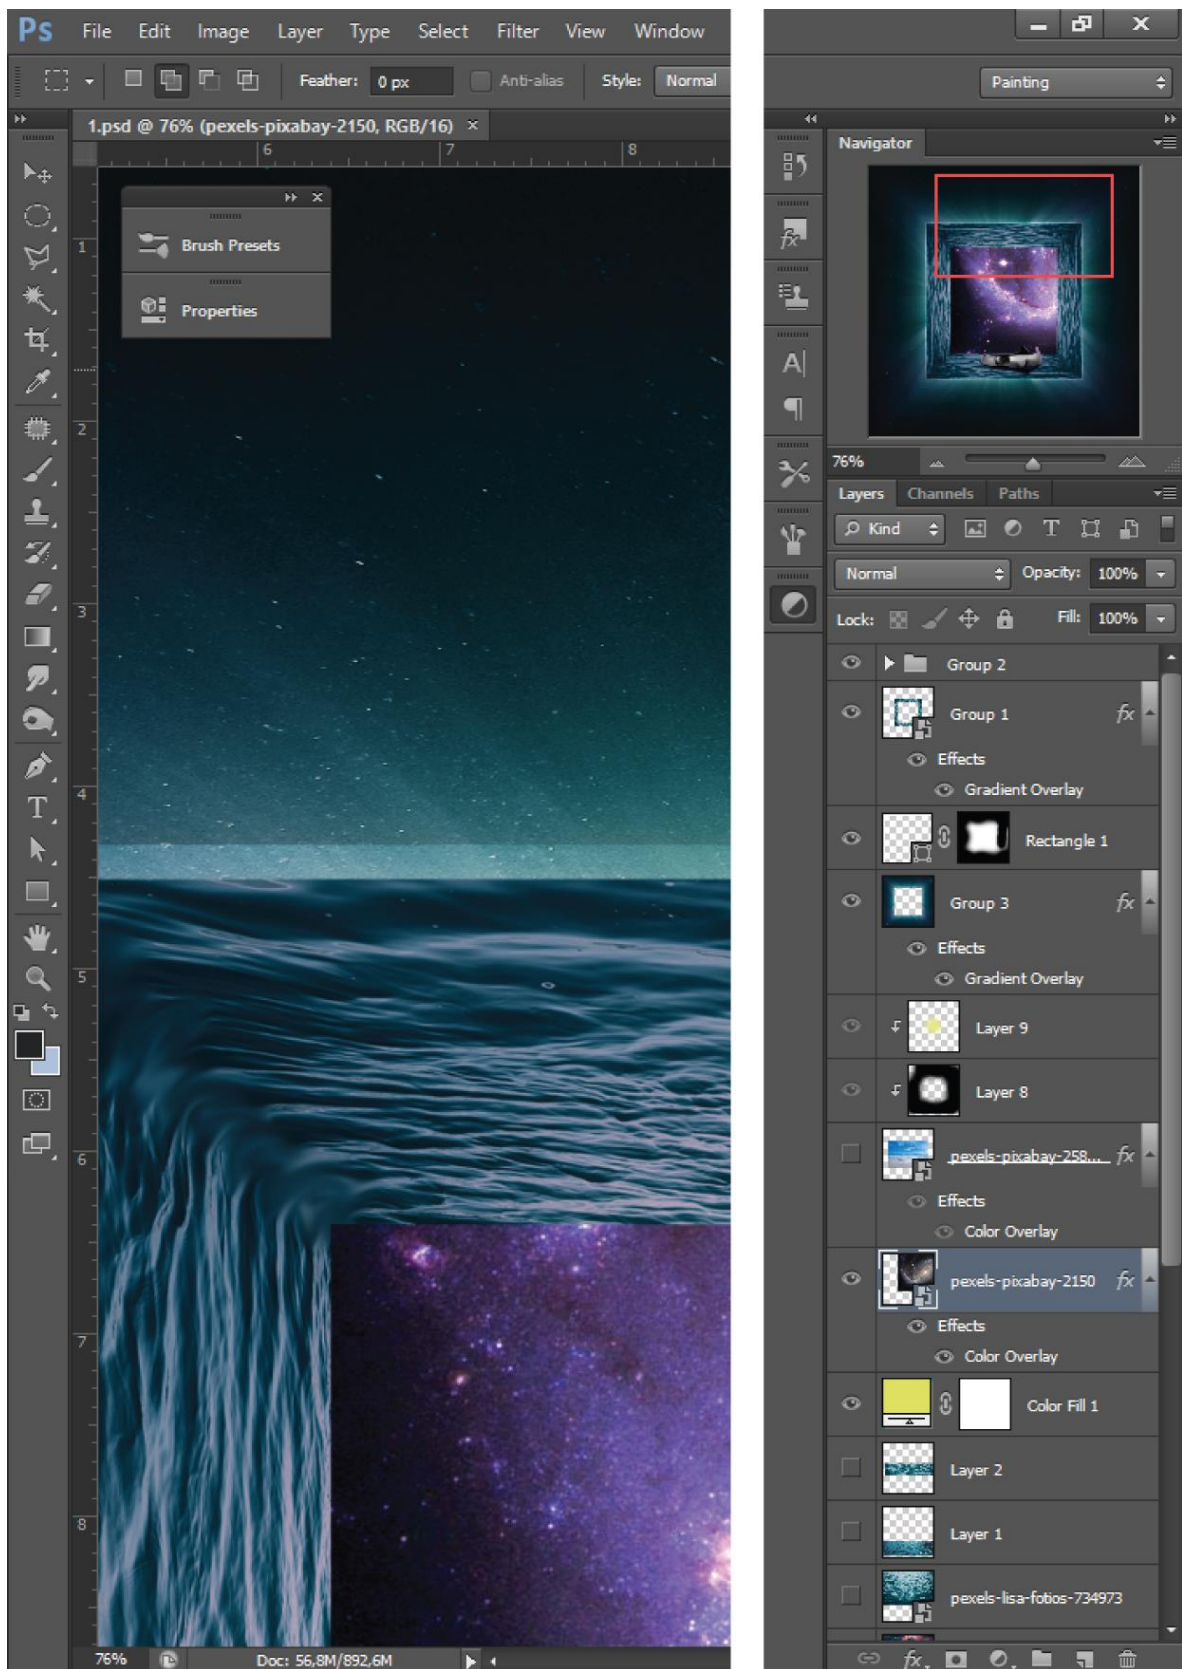 Ps File Edit Image Layer Type Select Filter View Window
Feather: 0 px Anti-alias Style: Normal
1.psd @ 76% (pexels-pixabay-2150, RGB/16) ×
6 7 8
Brush Presets
Properties
1
2
3
4
5
6
7
8
76% Doc: 56,8M/892,6M
Painting
Navigator
76%
Layers Channels Paths
Kind
Normal Opacity: 100%
Lock: Fill: 100%
Group 2
Group 1 fx
Effects
Gradient Overlay
Rectangle 1
Group 3 fx
Effects
Gradient Overlay
Layer 9
Layer 8
pexels-pixabay-258... fx
Effects
Color Overlay
pexels-pixabay-2150 fx
Effects
Color Overlay
Color Fill 1
Layer 2
Layer 1
pexels-lisa-fotios-734973
fx